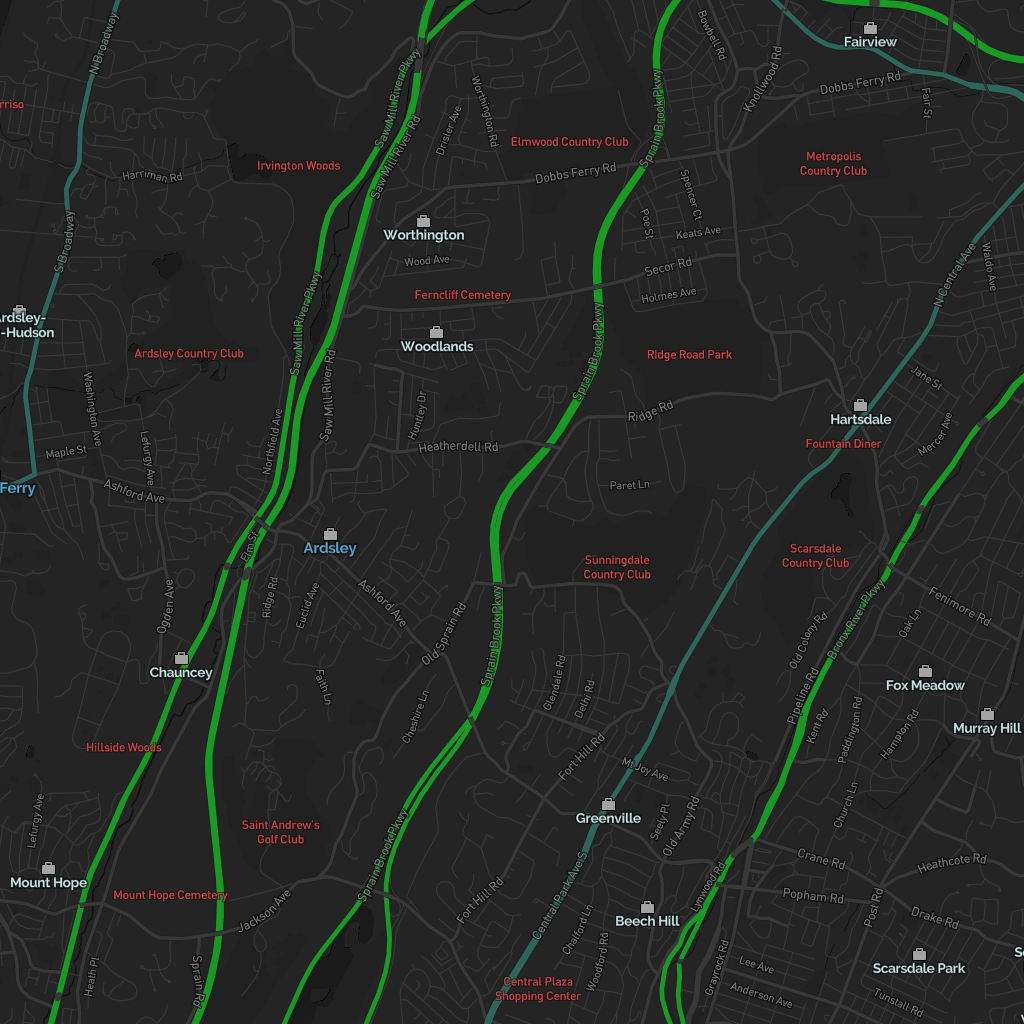 N Broadway
Saw Mill River Pkwy
Bowbell Rd
Fairview
Knollwood Rd
Dobbs Ferry Rd
Fair St
rriso
Worthington Rd
Drisler Ave
Saw Mill River Rd
Sprain Brook Pkwy
Elmwood Country Club
Irvington Woods
Metropolis
Country Club
Harriman Rd
Dobbs Ferry Rd
Spencer Ct
S Broadway
Worthington
Poe St
Keats Ave
N Central Ave
Waldo Ave
Wood Ave
Secor Rd
Saw Mill River Pkwy
Ferncliff Cemetery
Holmes Ave
Ardsley-
-Hudson
Woodlands
Sprain Brook Pkwy
Ardsley Country Club
Ridge Road Park
Saw Mill River Rd
Jane St
Washington Ave
Huntley Dr
Ridge Rd
Hartsdale
Mercer Ave
Northfield Ave
Fountain Diner
Maple St
Lefurgy Ave
Heatherdell Rd
Ferry
Ashford Ave
Paret Ln
Elm St
Ardsley
Sunningdale
Country Club
Scarsdale
Country Club
Ogden Ave
Ridge Rd
Euclid Ave
Ashford Ave
Old Sprain Rd
Sprain Brook Pkwy
Bronx River Pkwy
Fenimore Rd
Oak Ln
Old Colony Rd
Chauncey
Faith Ln
Glendale Rd
Delhi Rd
Pipeline Rd
Fox Meadow
Cheshire Ln
Kent Rd
Paddington Rd
Hampton Rd
Murray Hill
Hillside Woods
Fort Hill Rd
Mt Joy Ave
Lefurgy Ave
Saint Andrew's
Golf Club
Sprain Brook Pkwy
Greenville
Seely Pl
Old Army Rd
Church Ln
Crane Rd
Heathcote Rd
Mount Hope
Mount Hope Cemetery
Jackson Ave
Fort Hill Rd
Central Park Ave S
Lynwood Rd
Popham Rd
Post Rd
Drake Rd
Beech Hill
Chalford Ln
Woodford Rd
Heath Pl
Sprain Rd
Grayrock Rd
Lee Ave
Scarsdale Park
Central Plaza
Shopping Center
Anderson Ave
Tunstall Rd